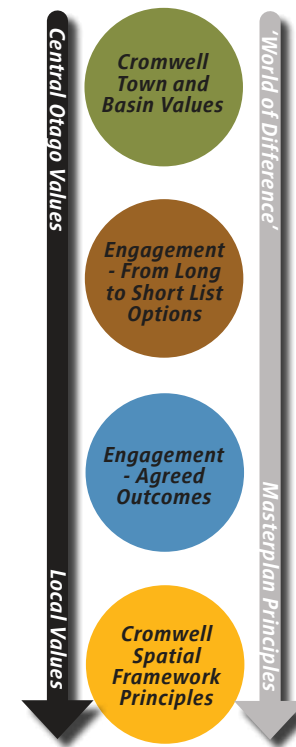 Central Otago Values
Local Values
Cromwell
Town and
Basin Values
Engagement
- From Long
to Short List
Options
Engagement
- Agreed
Outcomes
Cromwell
Spatial
Framework
Principles
'World of Difference'
Masterplan Principles